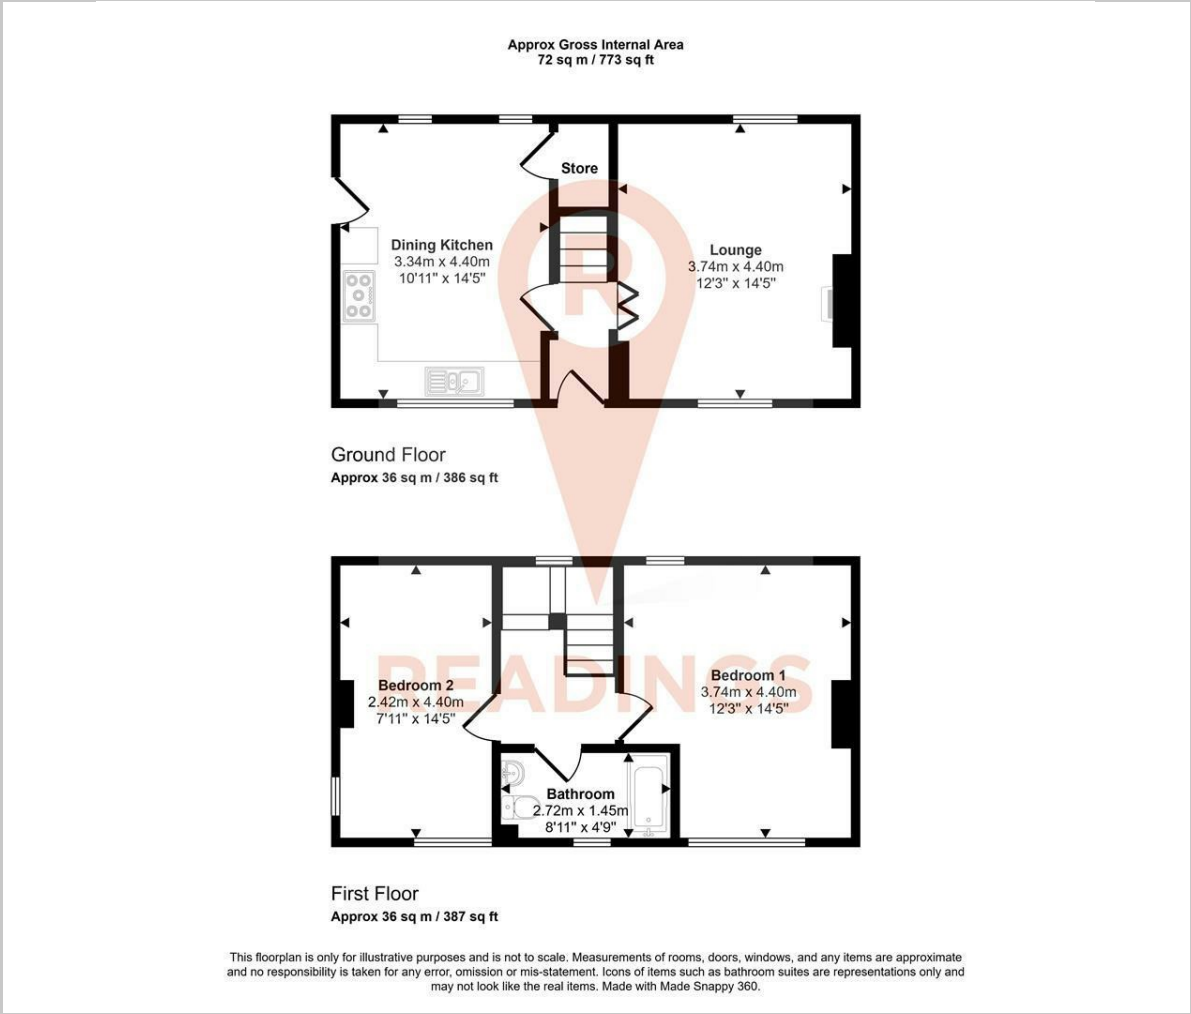 Approx Gross Internal Area
72 sq m / 773 sq ft
Store
Dining Kitchen
3.34m x 4.40m
10'11" x 14'5"
Lounge
3.74m x 4.40m
12'3" x 14'5"
R
Ground Floor
Approx 36 sq m / 386 sq ft
READINGS
Bedroom 2
2.42m x 4.40m
7'11" x 14'5"
Bedroom 1
3.74m x 4.40m
12'3" x 14'5"
Bathroom
2.72m x 1.45m
8'11" x 4'9"
First Floor
Approx 36 sq m / 387 sq ft
This floorplan is only for illustrative purposes and is not to scale. Measurements of rooms, doors, windows, and any items are approximate
and no responsibility is taken for any error, omission or mis-statement. Icons of items such as bathroom suites are representations only and
may not look like the real items. Made with Made Snappy 360.